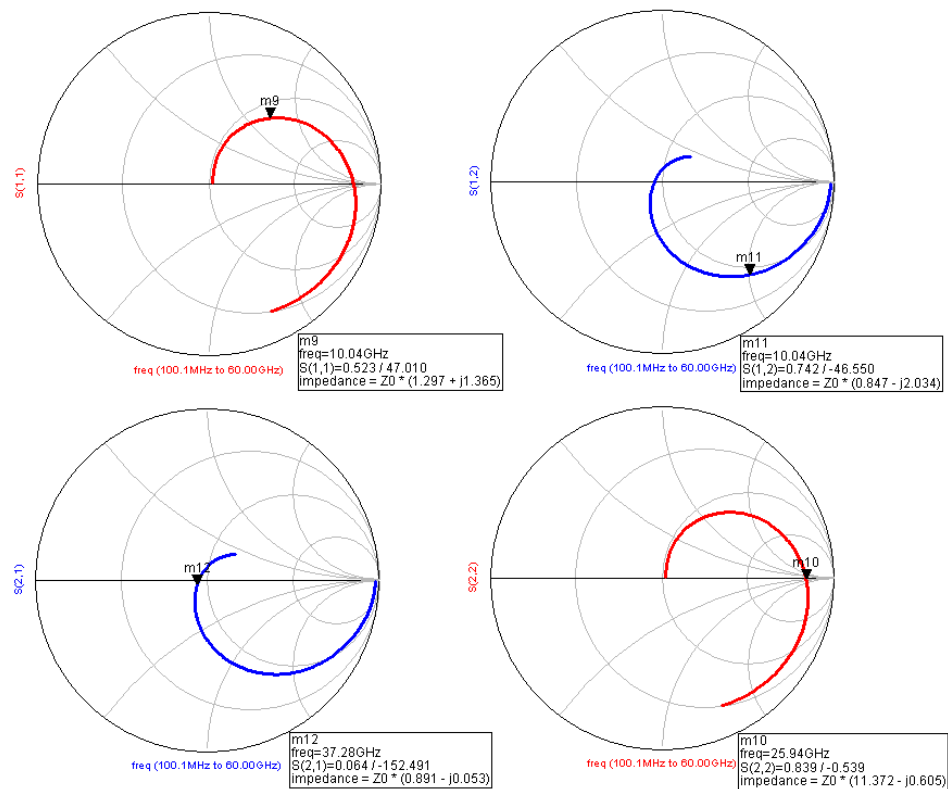 m9
S(1,1)
freq (100.1MHz to 60.00GHz)
m9
freq=10.04GHz
S(1,1)=0.523 / 47.010
impedance = Z0 * (1.297 + j1.365)
m11
S(1,2)
freq (100.1MHz to 60.00GHz)
m11
freq=10.04GHz
S(1,2)=0.742 / -46.550
impedance = Z0 * (0.847 - j2.034)
m12
S(2,1)
freq (100.1MHz to 60.00GHz)
m12
freq=37.28GHz
S(2,1)=0.064 / -152.491
impedance = Z0 * (0.891 - j0.053)
m10
S(2,2)
freq (100.1MHz to 60.00GHz)
m10
freq=25.94GHz
S(2,2)=0.839 / -0.539
impedance = Z0 * (11.372 - j0.605)